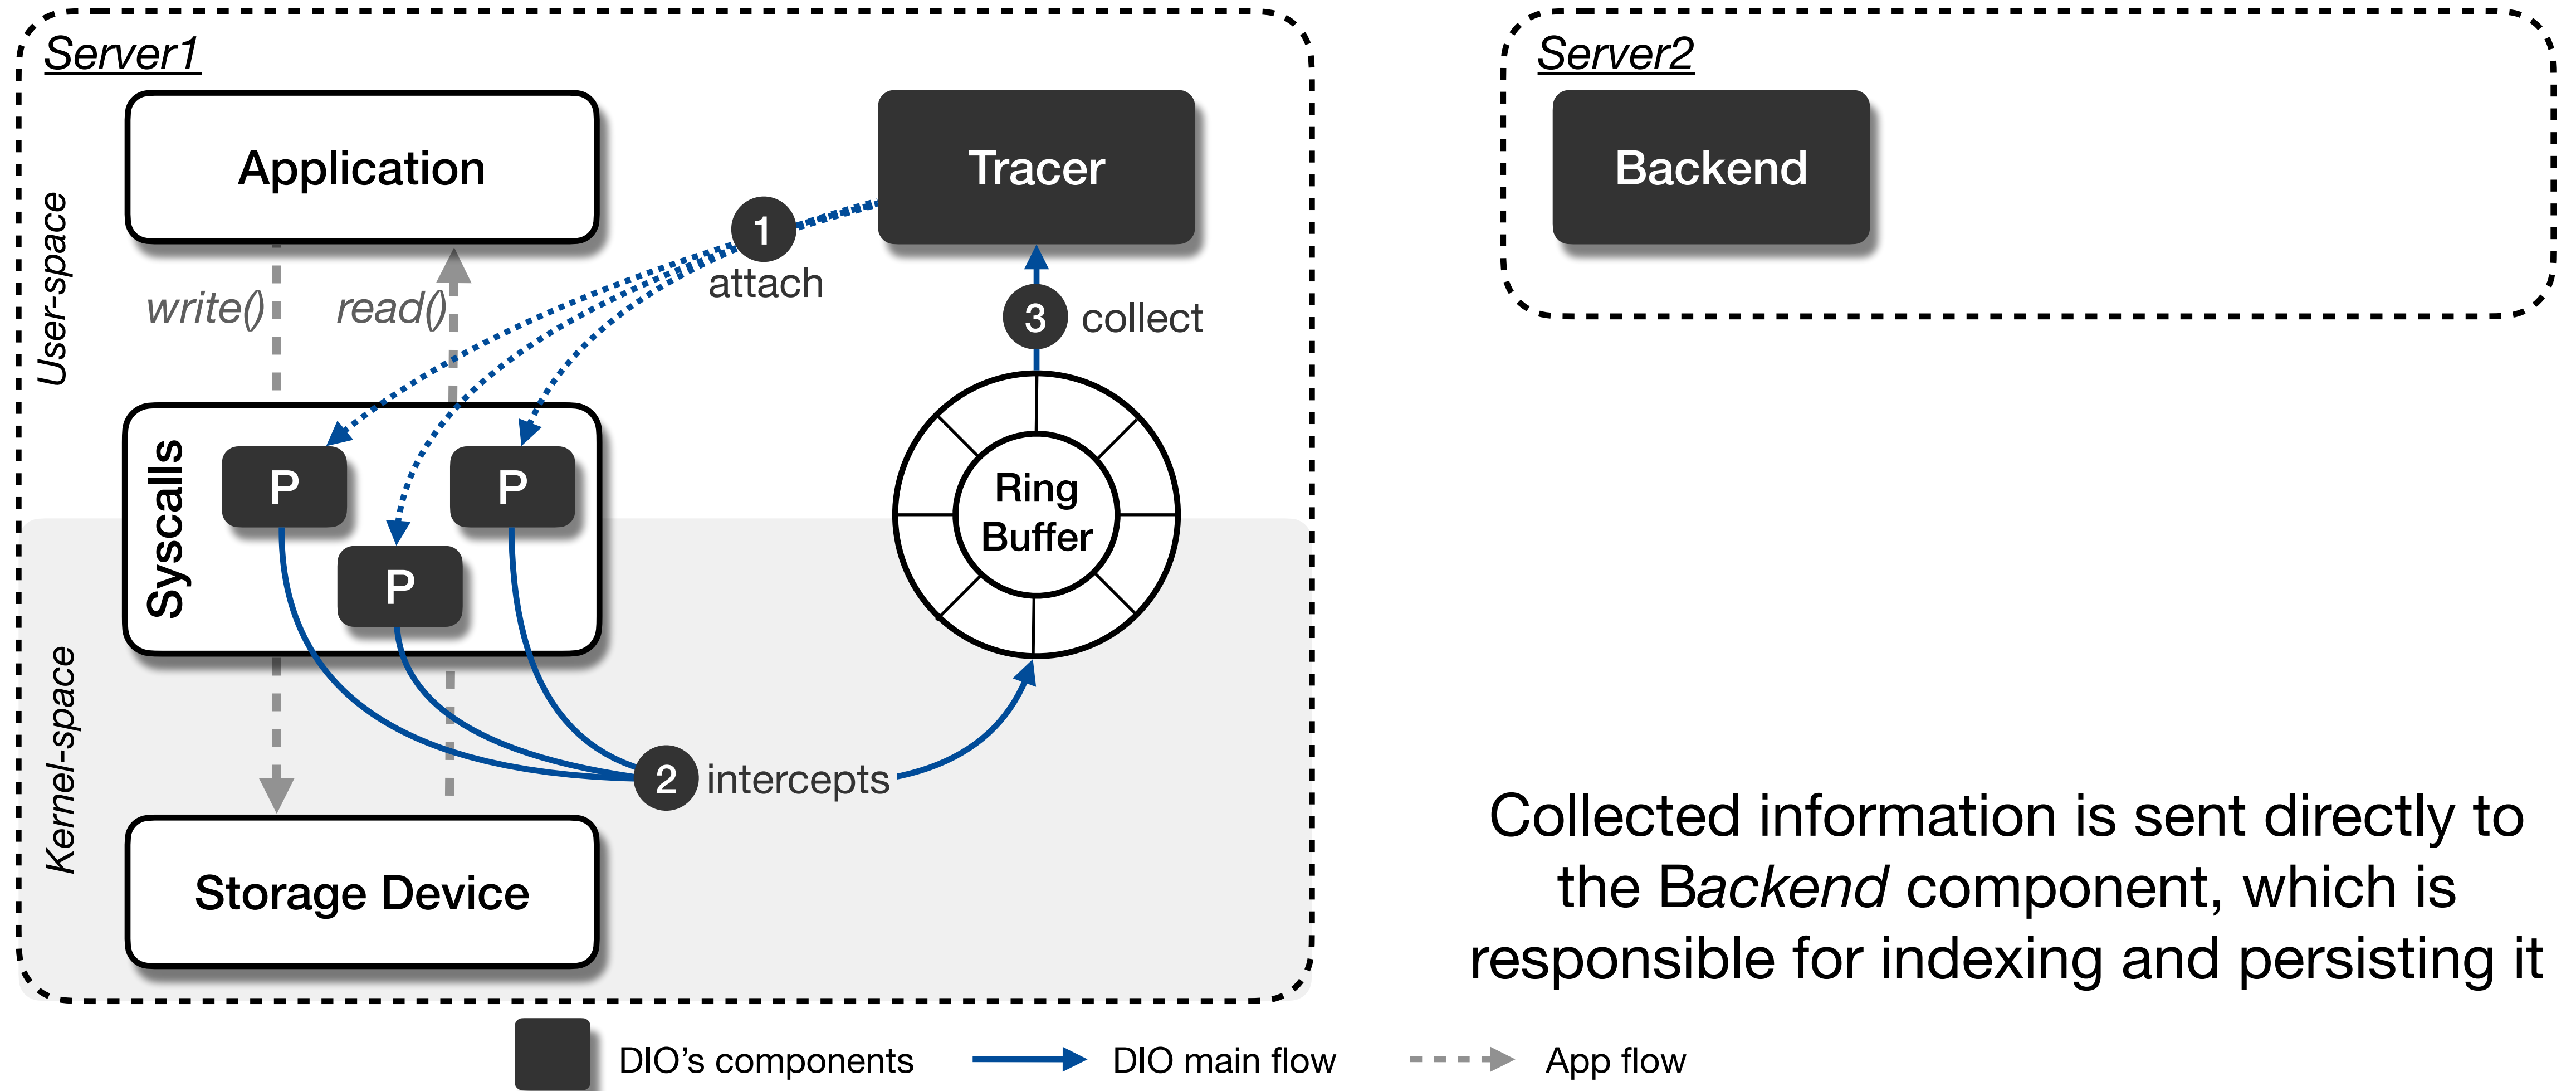 Server1
Server2
Application
Tracer
Backend
User-space
1
attach
write()
read()
3
collect
Syscalls
P
P
P
Ring
Buffer
Kernel-space
2
intercepts
Storage Device
Collected information is sent directly to
the Backend component, which is
responsible for indexing and persisting it
DIO's components
DIO main flow
App flow